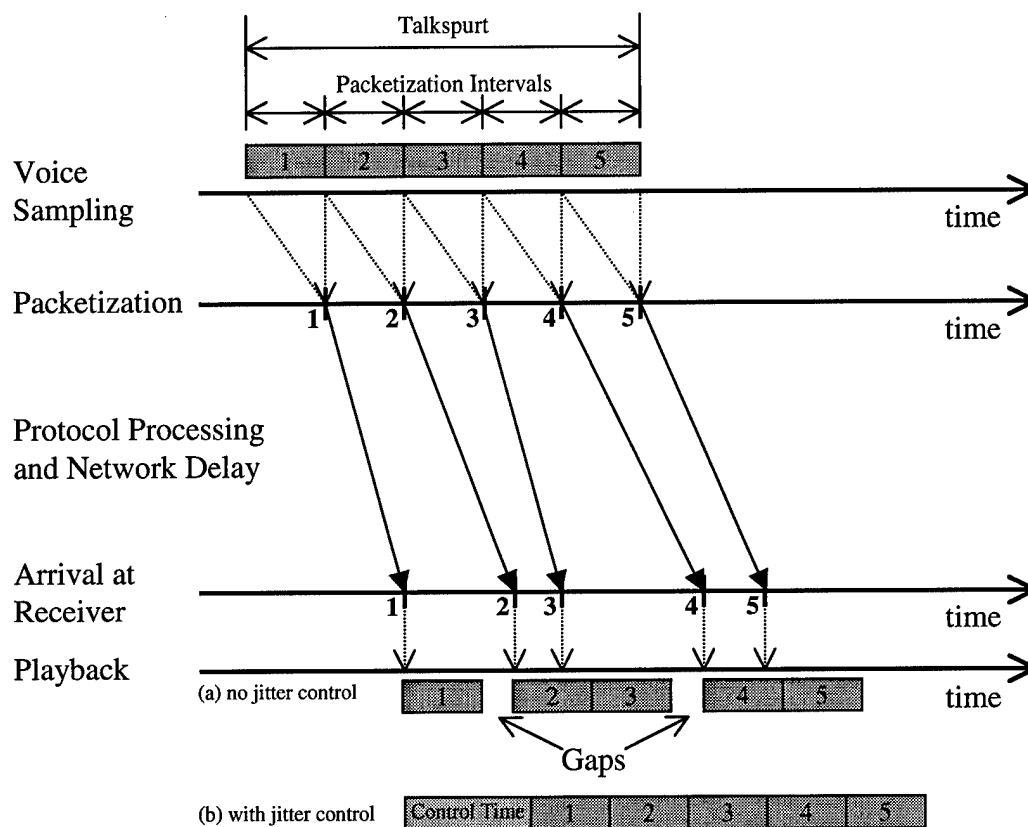 Talkspurt
Packetization Intervals
1 2 3 4 5
Voice
Sampling
time
Packetization
1 2 3 4 5
time
Protocol Processing
and Network Delay
Arrival at
Receiver
1 2 3 4 5
time
Playback
time
(a) no jitter control
1 2 3 4 5
Gaps
(b) with jitter control
Control Time 1 2 3 4 5